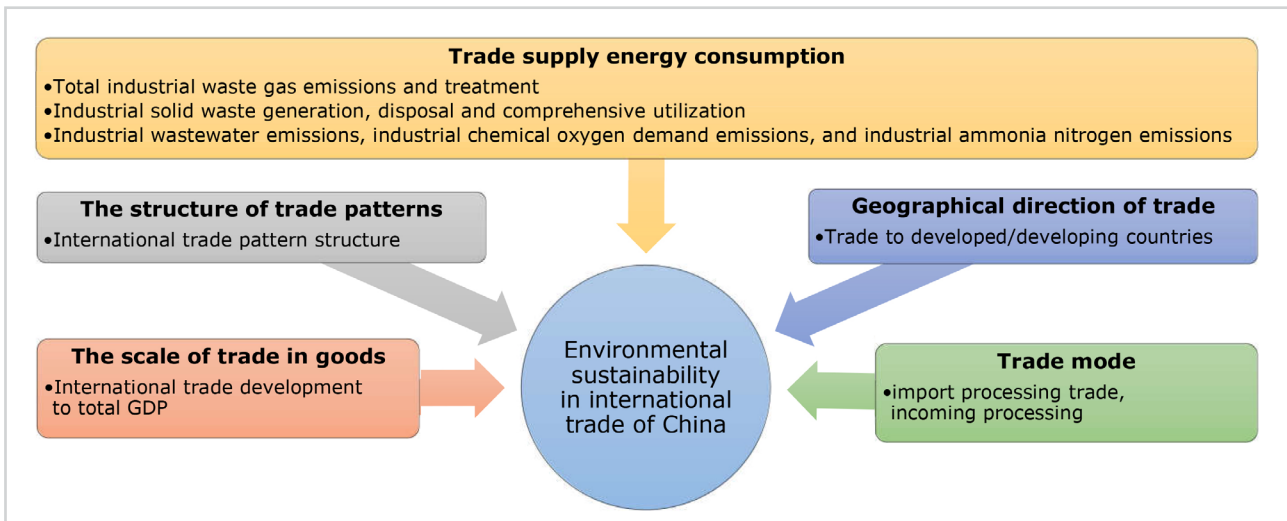 Trade supply energy consumption
•Total industrial waste gas emissions and treatment
•Industrial solid waste generation, disposal and comprehensive utilization
•Industrial wastewater emissions, industrial chemical oxygen demand emissions, and industrial ammonia nitrogen emissions
The structure of trade patterns
•International trade pattern structure
Geographical direction of trade
•Trade to developed/developing countries
The scale of trade in goods
•International trade development
to total GDP
Environmental
sustainability
in international
trade of China
Trade mode
•import processing trade,
incoming processing